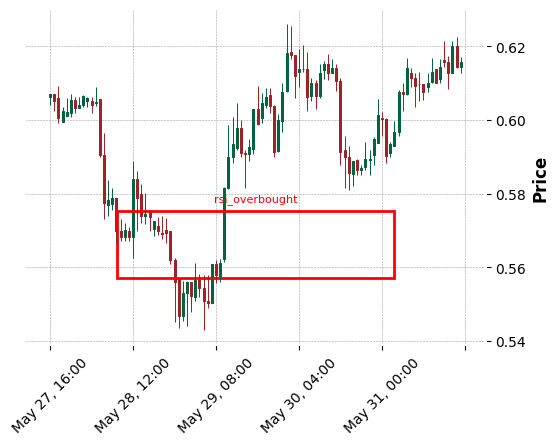 0.62
0.60
rsi_overbought
0.58
0.56
0.54
Price
May 27, 16:00
May 28, 12:00
May 29, 08:00
May 30, 04:00
May 31, 00:00